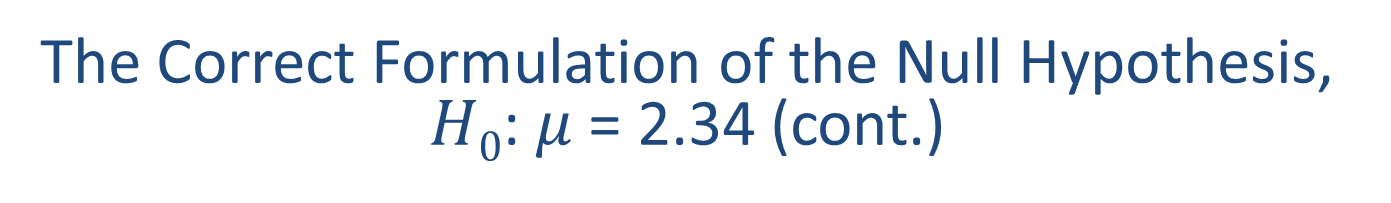 The Correct Formulation of the Null Hypothesis,
𝐻₀: 𝜇 = 2.34 (cont.)